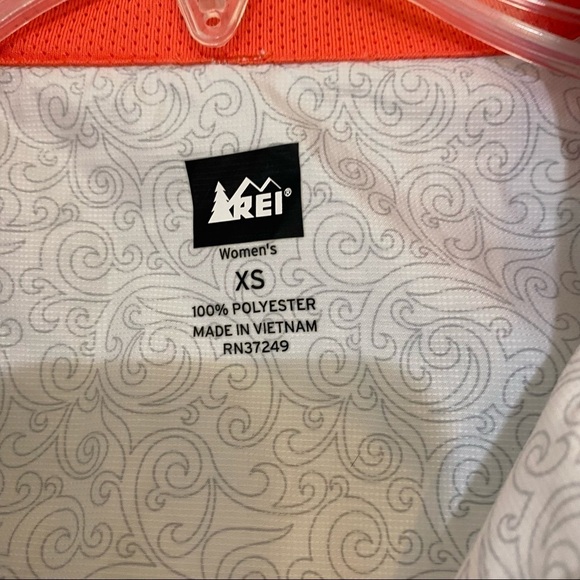 REI®
Women's
XS
100% POLYESTER
MADE IN VIETNAM
RN37249